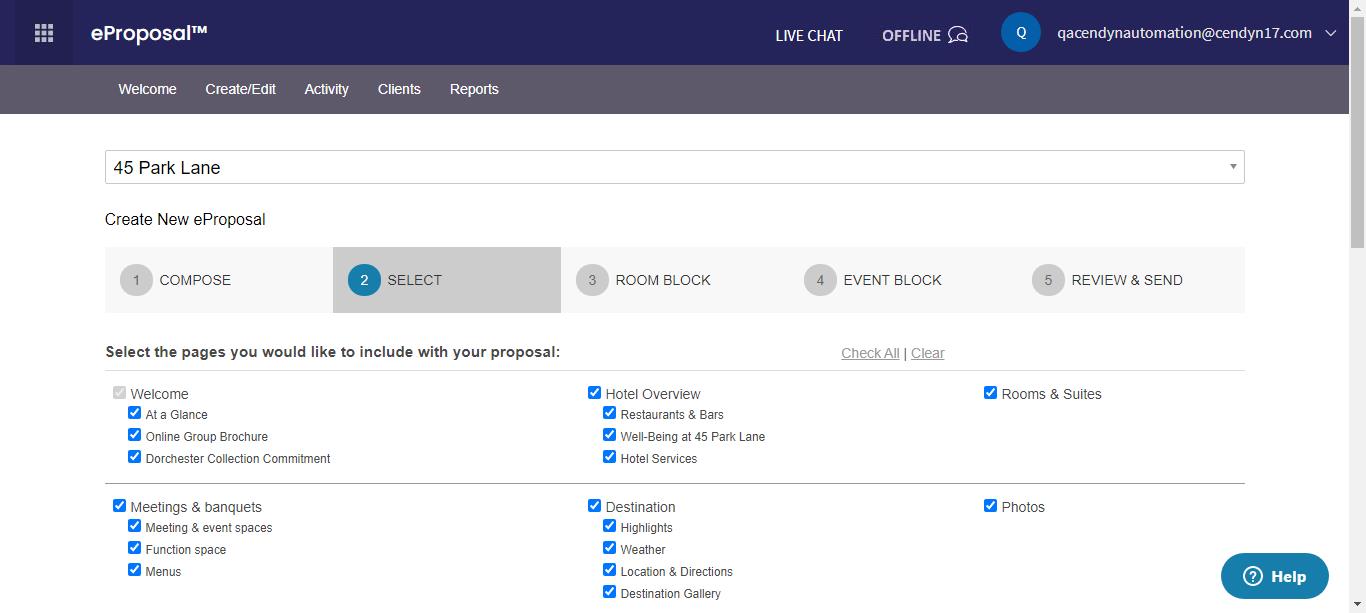 eProposal™
LIVE CHAT
OFFLINE
Q
qacendynautomation@cendyn17.com
Welcome
Create/Edit
Activity
Clients
Reports
45 Park Lane
Create New eProposal
1 COMPOSE
2 SELECT
3 ROOM BLOCK
4 EVENT BLOCK
5 REVIEW & SEND
Select the pages you would like to include with your proposal:
Check All | Clear
Welcome
At a Glance
Online Group Brochure
Dorchester Collection Commitment
Hotel Overview
Restaurants & Bars
Well-Being at 45 Park Lane
Hotel Services
Rooms & Suites
Meetings & banquets
Meeting & event spaces
Function space
Menus
Destination
Highlights
Weather
Location & Directions
Destination Gallery
Photos
? Help